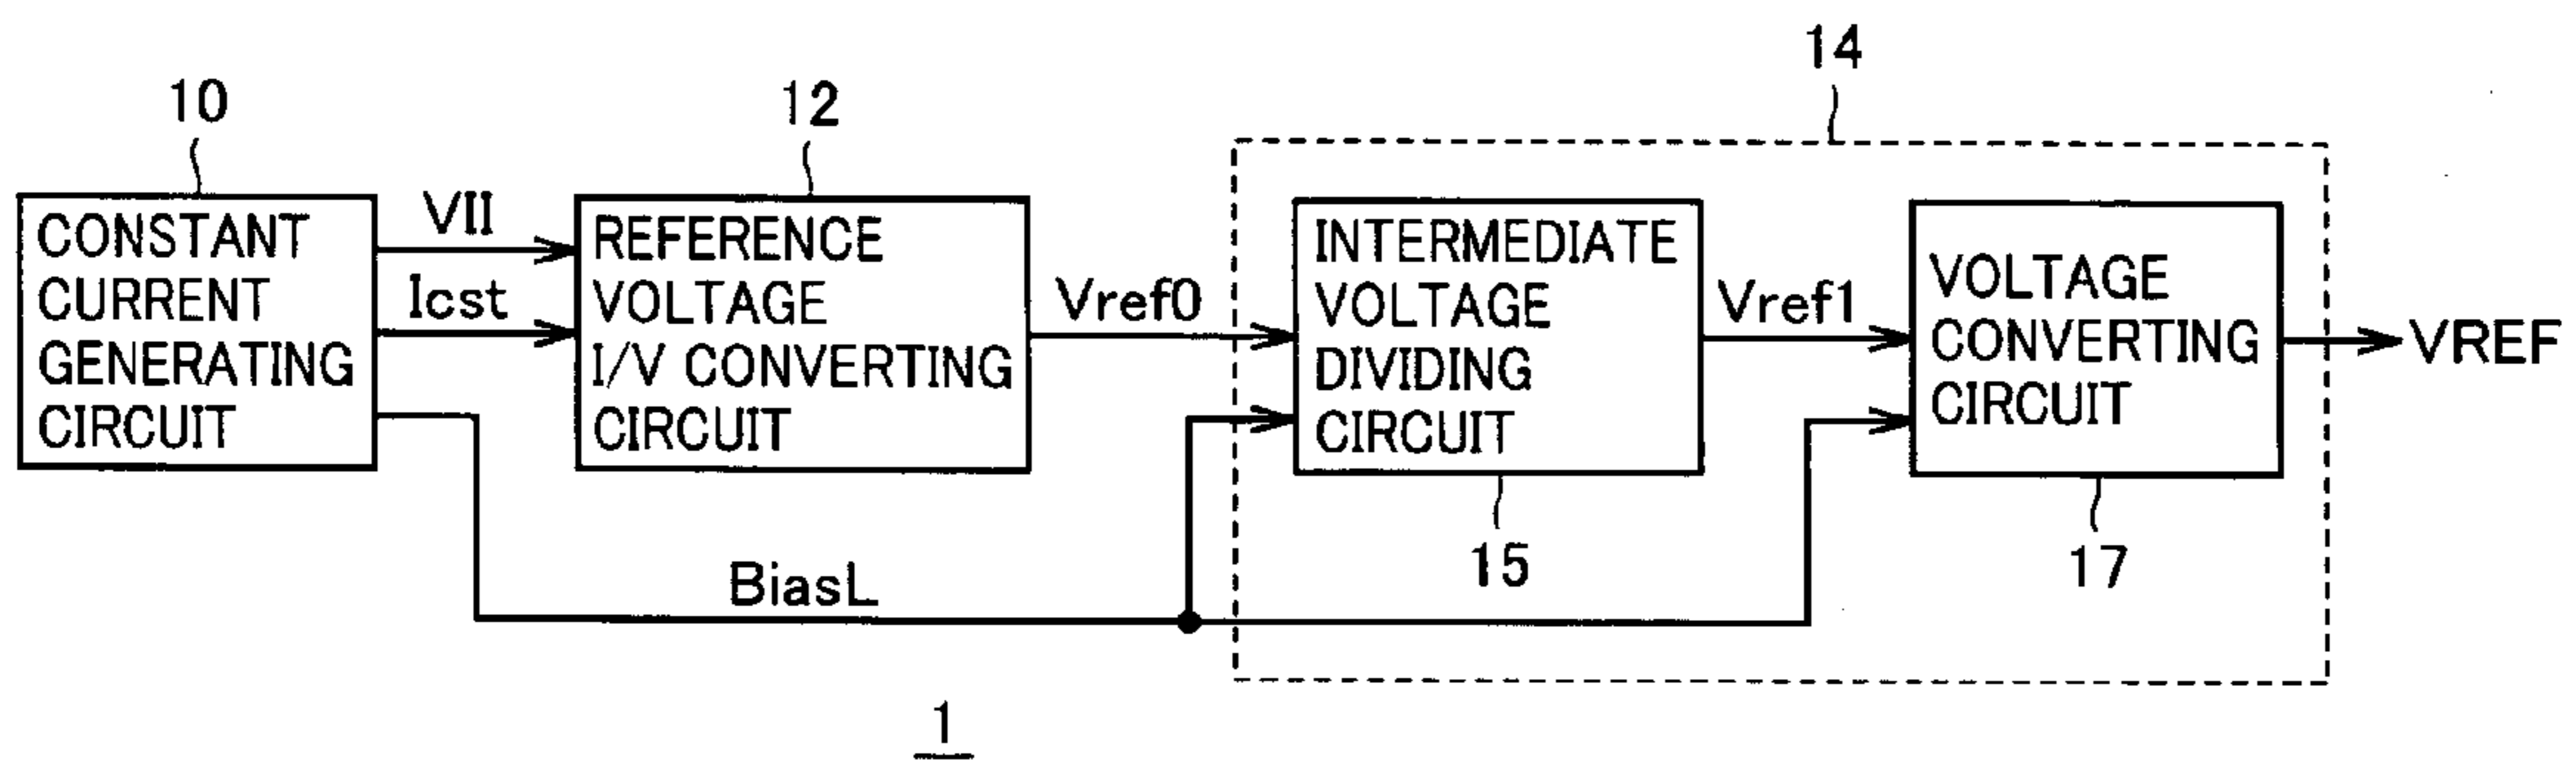 14
10
12
CONSTANT
CURRENT
GENERATING
CIRCUIT
VII
Icst
REFERENCE
VOLTAGE
I/V CONVERTING
CIRCUIT
Vref0
INTERMEDIATE
VOLTAGE
DIVIDING
CIRCUIT
Vref1
VOLTAGE
CONVERTING
CIRCUIT
VREF
BiasL
15
17
1